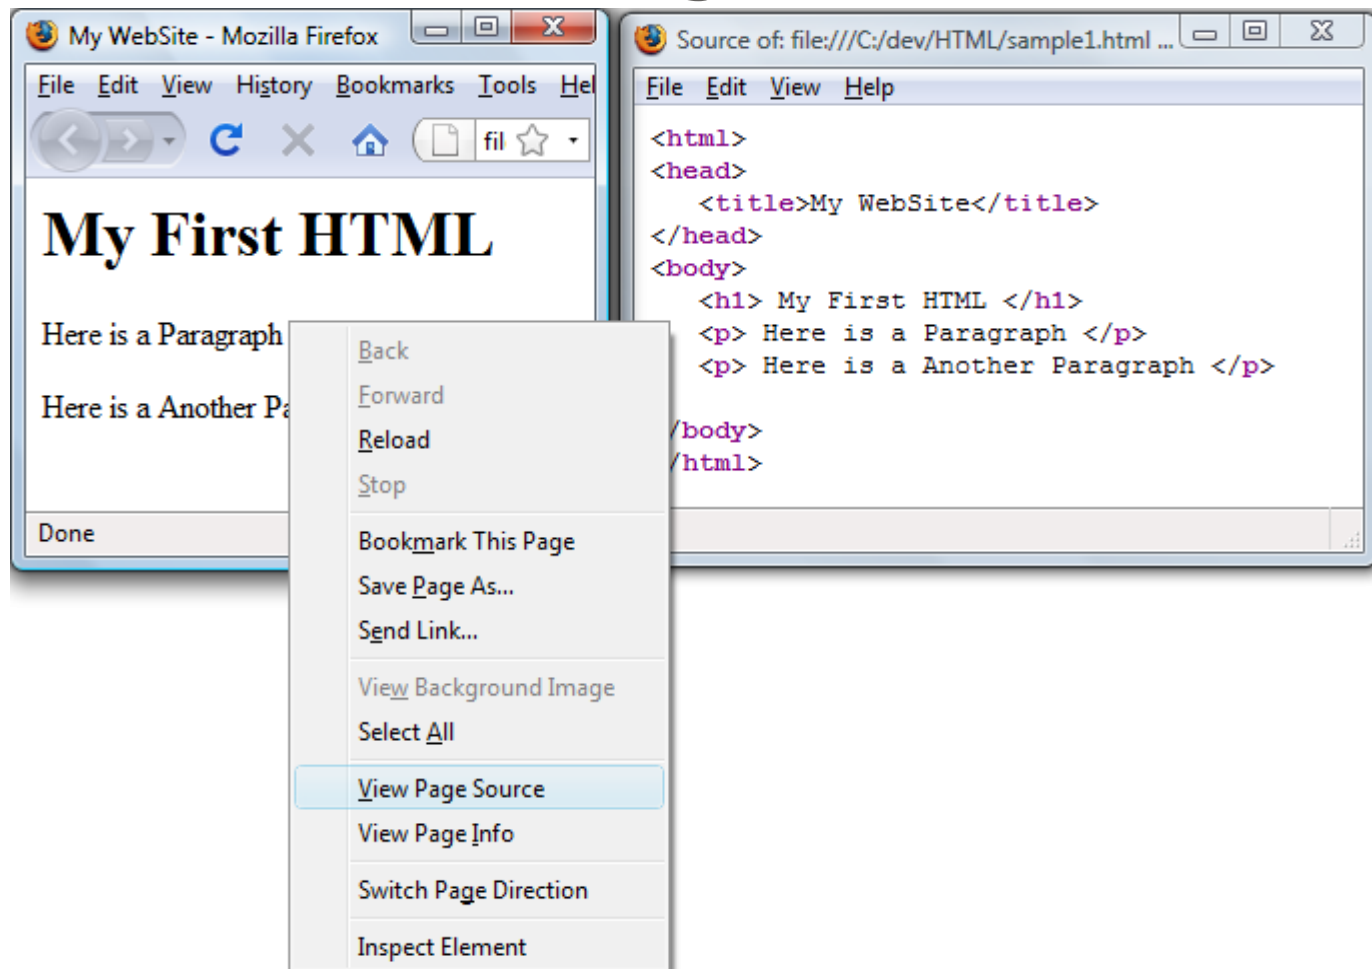 My WebSite - Mozilla Firefox
File Edit View History Bookmarks Tools Hel
fil
My First HTML
Here is a Paragraph
Here is a Another Pa
Done
Source of: file:///C:/dev/HTML/sample1.html ...
File Edit View Help
<html>
<head>
<title>My WebSite</title>
</head>
<body>
<h1> My First HTML </h1>
<p> Here is a Paragraph </p>
<p> Here is a Another Paragraph </p>
/body>
/html>
Back
Forward
Reload
Stop
Bookmark This Page
Save Page As...
Send Link...
View Background Image
Select All
View Page Source
View Page Info
Switch Page Direction
Inspect Element